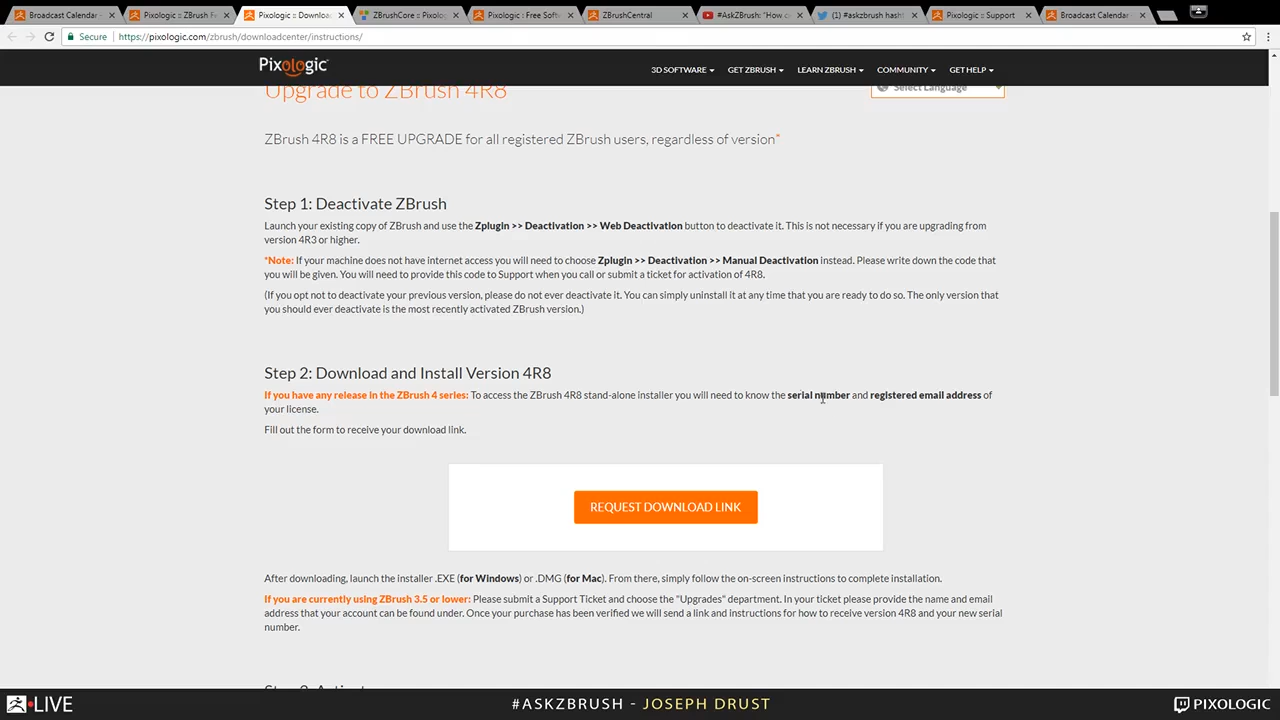 Broadcast Calendar
Pixologic :: ZBrush Fe
Pixologic :: Downloa
ZBrushCore :: Pixolo
Pixologic : Free Softw
ZBrushCentral
#AskZBrush: "How c
(1) #askzbrush hasht
Pixologic :: Support
Broadcast Calendar
Secure
https://pixologic.com/zbrush/downloadcenter/instructions/
Pixologic
3D SOFTWARE
GET ZBRUSH
LEARN ZBRUSH
COMMUNITY
GET HELP
Upgrade to ZBrush 4R8
Select Language
ZBrush 4R8 is a FREE UPGRADE for all registered ZBrush users, regardless of version*
Step 1: Deactivate ZBrush
Launch your existing copy of ZBrush and use the Zplugin >> Deactivation >> Web Deactivation button to deactivate it. This is not necessary if you are upgrading from
version 4R3 or higher.
*Note: If your machine does not have internet access you will need to choose Zplugin >> Deactivation >> Manual Deactivation instead. Please write down the code that
you will be given. You will need to provide this code to Support when you call or submit a ticket for activation of 4R8.
(If you opt not to deactivate your previous version, please do not ever deactivate it. You can simply uninstall it at any time that you are ready to do so. The only version that
you should ever deactivate is the most recently activated ZBrush version.)
Step 2: Download and Install Version 4R8
If you have any release in the ZBrush 4 series: To access the ZBrush 4R8 stand-alone installer you will need to know the serial number and registered email address of
your license.
Fill out the form to receive your download link.
REQUEST DOWNLOAD LINK
After downloading, launch the installer .EXE (for Windows) or .DMG (for Mac). From there, simply follow the on-screen instructions to complete installation.
If you are currently using ZBrush 3.5 or lower: Please submit a Support Ticket and choose the "Upgrades" department. In your ticket please provide the name and email
address that your account can be found under. Once your purchase has been verified we will send a link and instructions for how to receive version 4R8 and your new serial
number.
LIVE
#ASKZBRUSH - JOSEPH DRUST
PIXOLOGIC